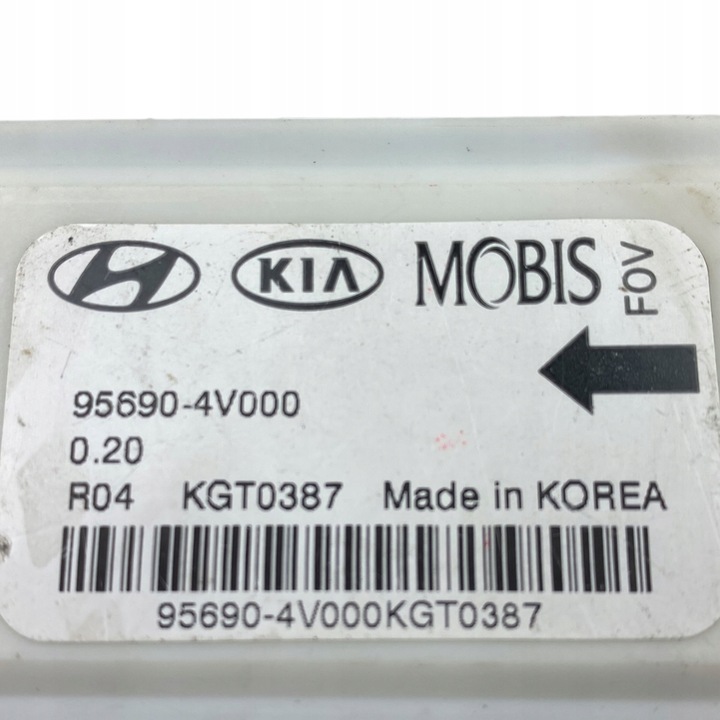 KIA MOBIS
FOV
95690-4V000
0.20
R04 KGT0387 Made in KOREA
95690-4V000KGT0387